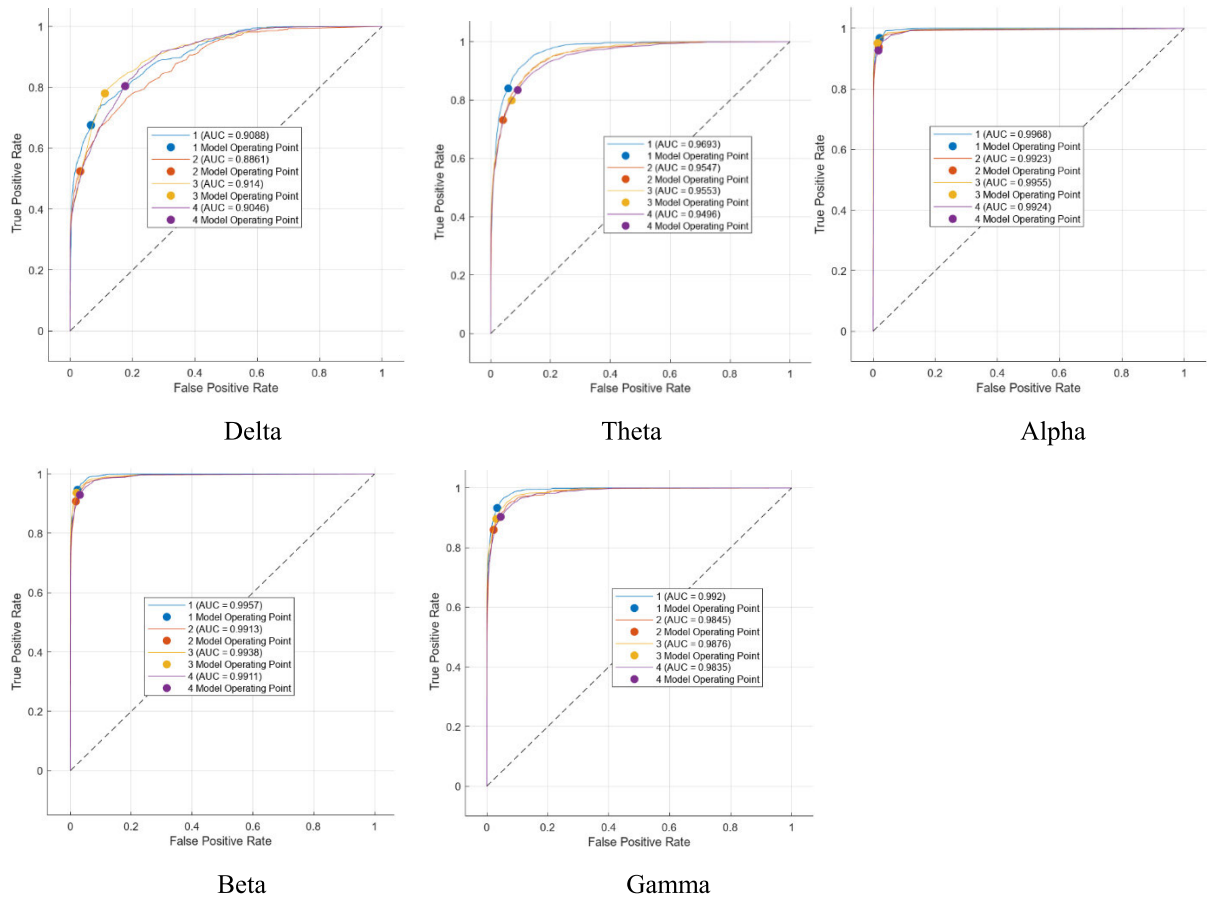 True Positive Rate
1
0.8
0.6
0.4
0.2
0
1 (AUC = 0.9088)
1 Model Operating Point
2 (AUC = 0.8861)
2 Model Operating Point
3 (AUC = 0.914)
3 Model Operating Point
4 (AUC = 0.9046)
4 Model Operating Point
0 0.2 0.4 0.6 0.8 1
False Positive Rate
Delta
True Positive Rate
1
0.8
0.6
0.4
0.2
0
1 (AUC = 0.9693)
1 Model Operating Point
2 (AUC = 0.9547)
2 Model Operating Point
3 (AUC = 0.9553)
3 Model Operating Point
4 (AUC = 0.9496)
4 Model Operating Point
0 0.2 0.4 0.6 0.8 1
False Positive Rate
Theta
True Positive Rate
1
0.8
0.6
0.4
0.2
0
1 (AUC = 0.9968)
1 Model Operating Point
2 (AUC = 0.9923)
2 Model Operating Point
3 (AUC = 0.9955)
3 Model Operating Point
4 (AUC = 0.9924)
4 Model Operating Point
0 0.2 0.4 0.6 0.8 1
False Positive Rate
Alpha
True Positive Rate
1
0.8
0.6
0.4
0.2
0
1 (AUC = 0.9957)
1 Model Operating Point
2 (AUC = 0.9913)
2 Model Operating Point
3 (AUC = 0.9938)
3 Model Operating Point
4 (AUC = 0.9911)
4 Model Operating Point
0 0.2 0.4 0.6 0.8 1
False Positive Rate
Beta
True Positive Rate
1
0.8
0.6
0.4
0.2
0
1 (AUC = 0.992)
1 Model Operating Point
2 (AUC = 0.9845)
2 Model Operating Point
3 (AUC = 0.9876)
3 Model Operating Point
4 (AUC = 0.9835)
4 Model Operating Point
0 0.2 0.4 0.6 0.8 1
False Positive Rate
Gamma